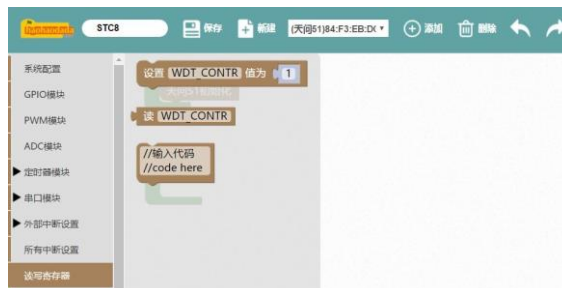 STC8
保存
新建
(天问51)84:F3:EB:D(
添加
删除
系统配置
GPIO模块
PWM模块
ADC模块
定时器模块
串口模块
外部中断设置
所有中断设置
读写寄存器
设置 WDT_CONTR 值为 1
读 WDT_CONTR
//输入代码
//code here